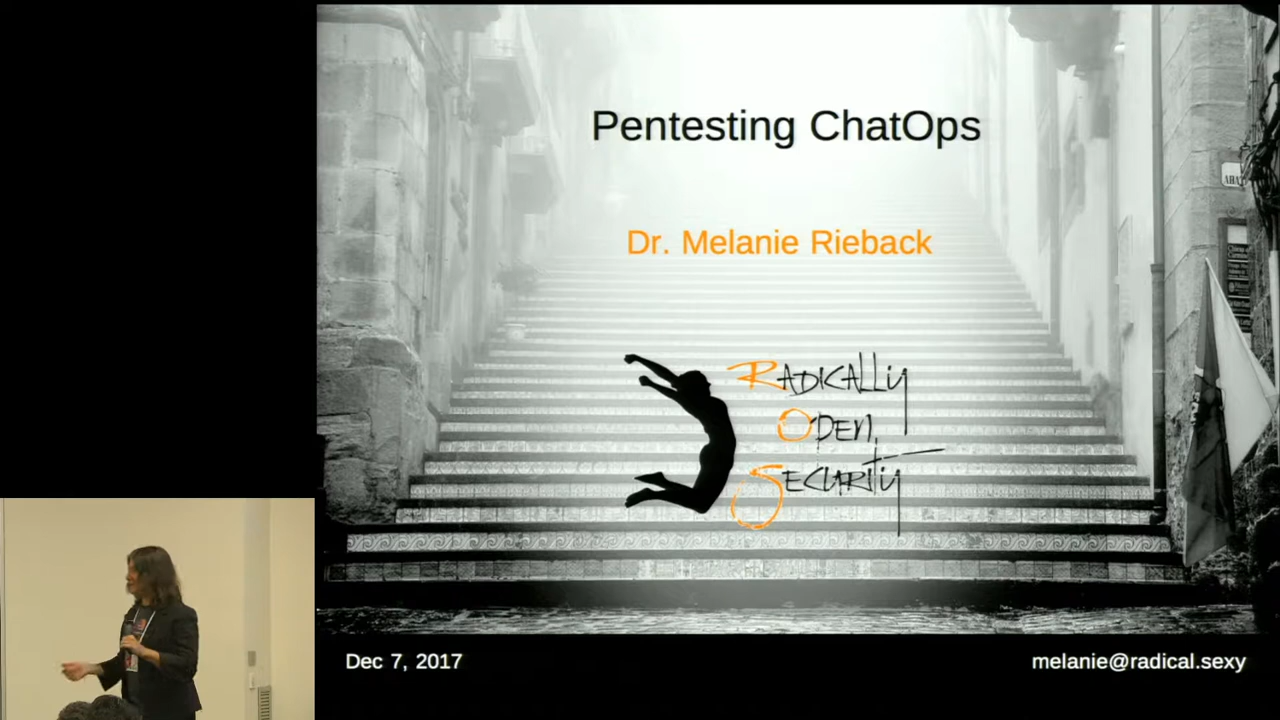 Pentesting ChatOps
Dr. Melanie Rieback
Radically
Open
Security
Dec 7, 2017
melanie@radical.sexy